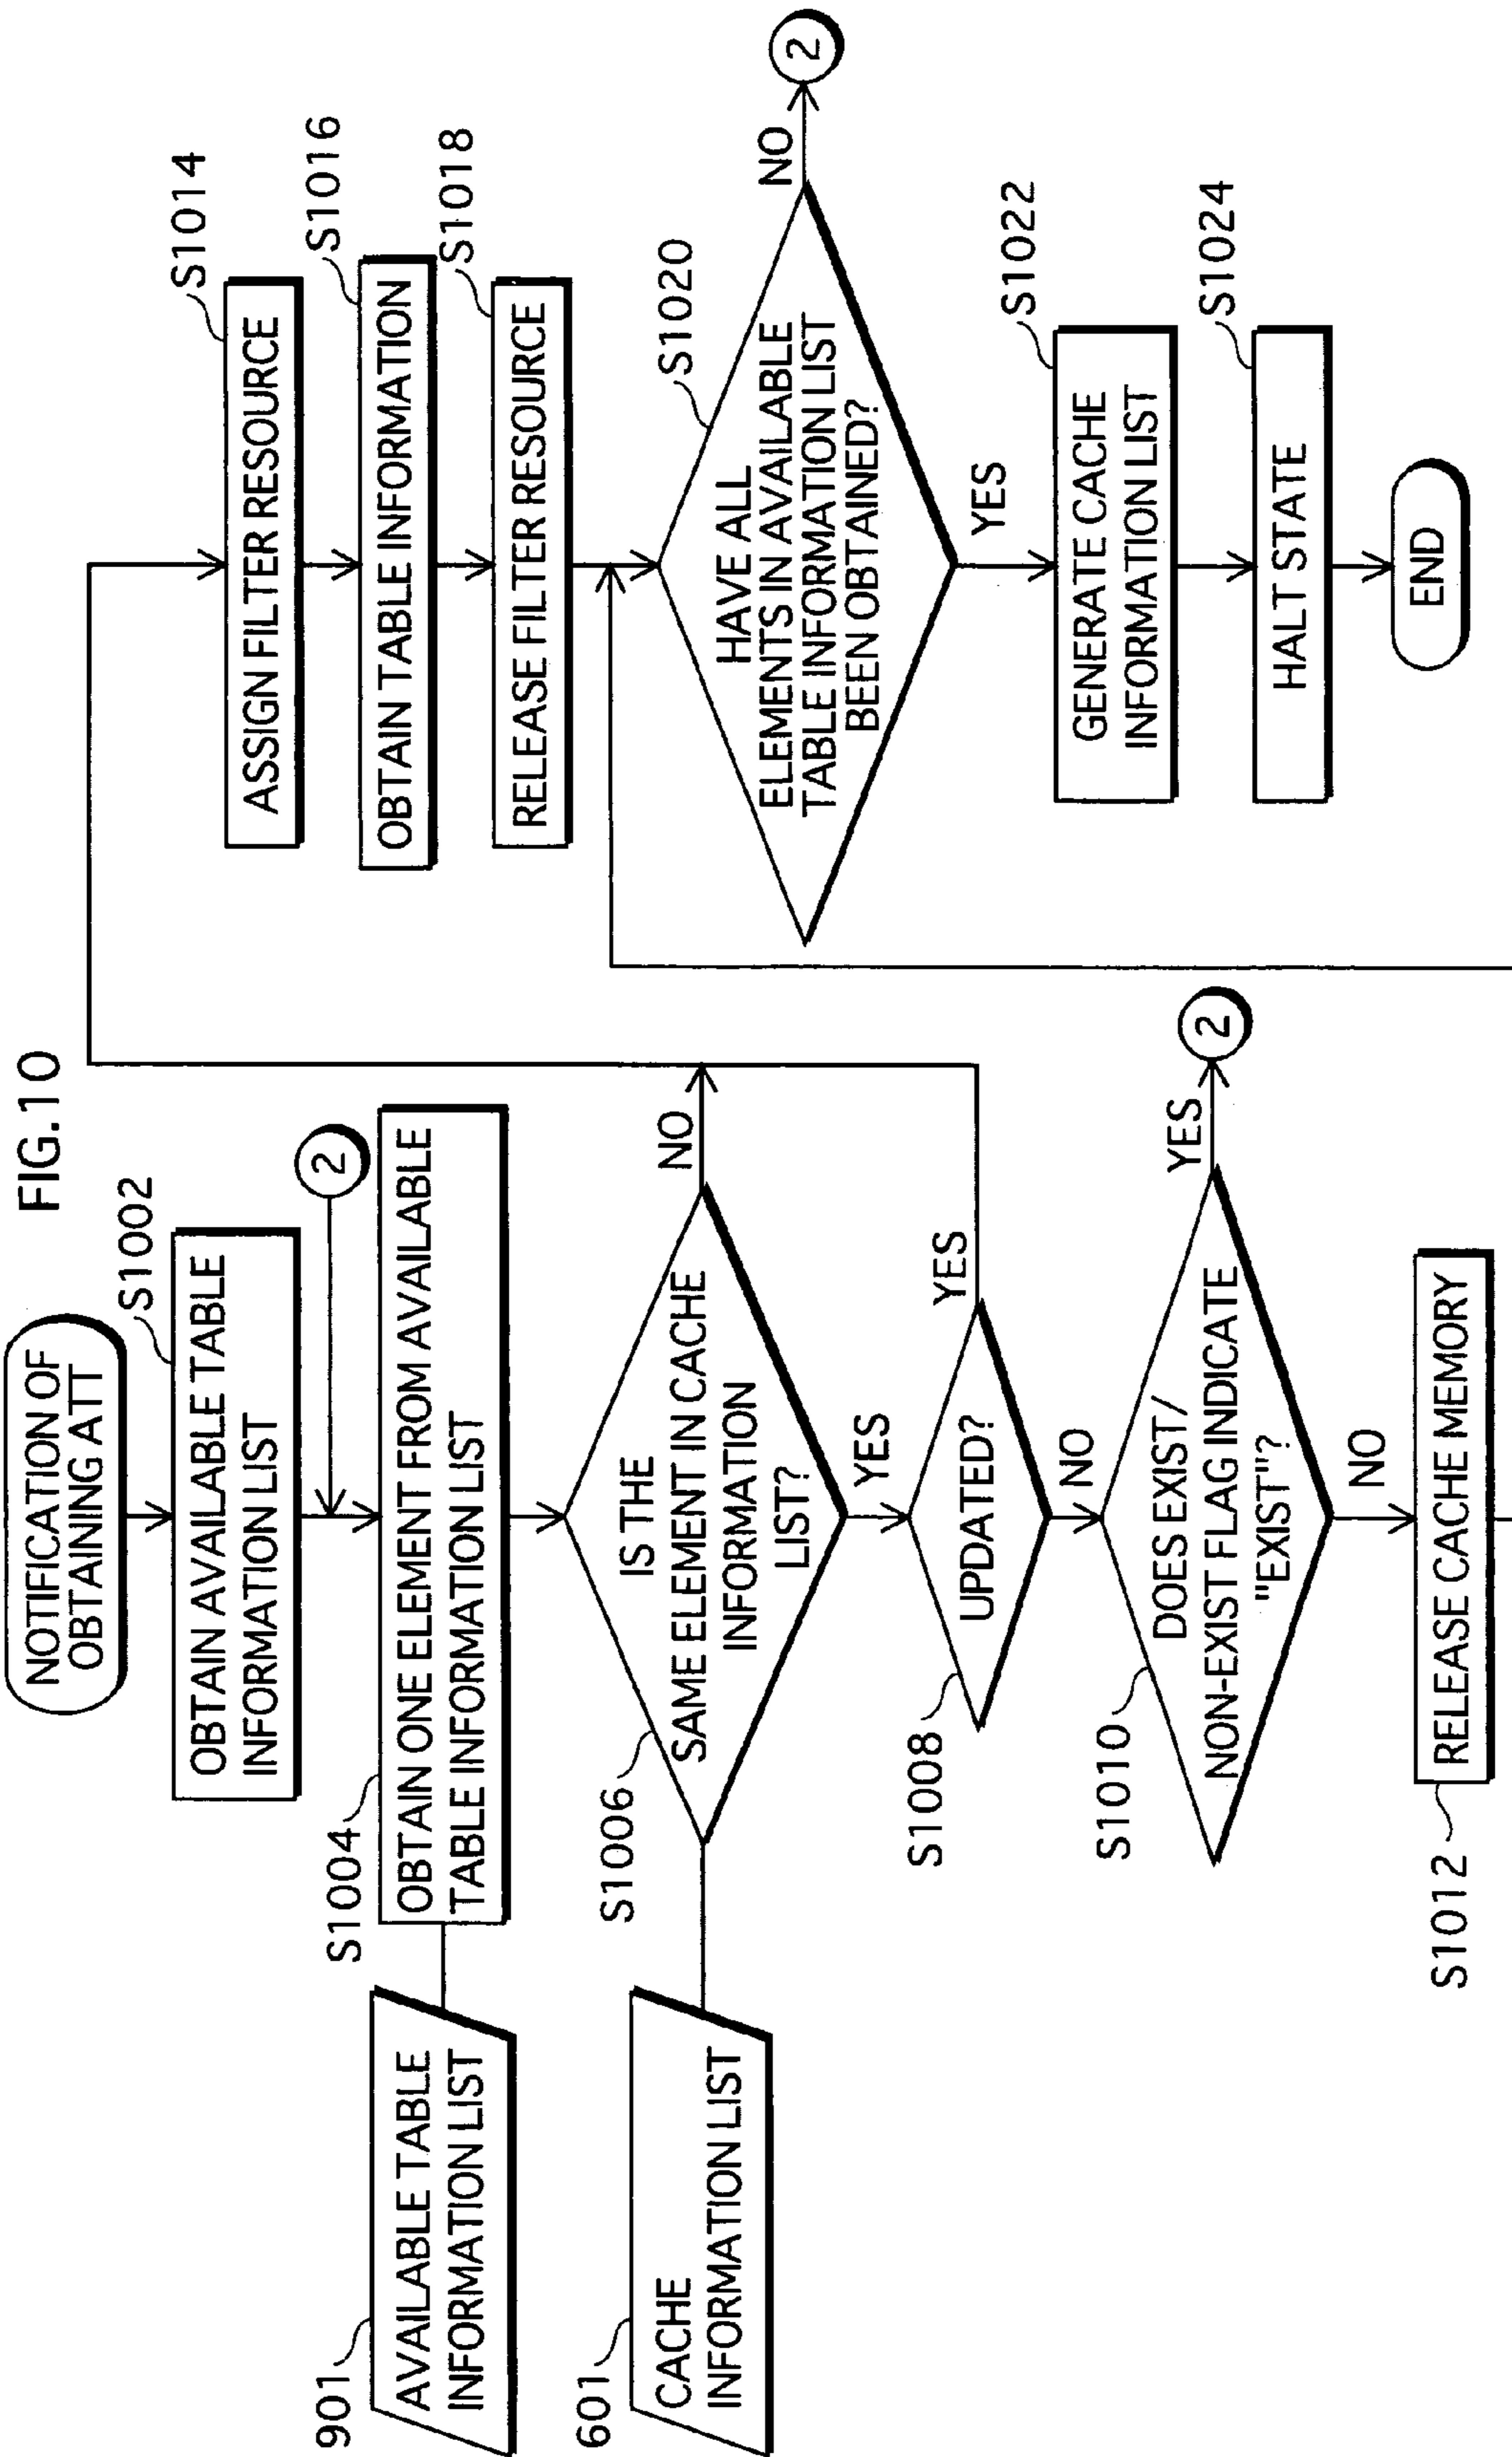 FIG.10
NOTIFICATION OF
OBTAINING ATT
S1002
OBTAIN AVAILABLE TABLE
INFORMATION LIST
2
901
AVAILABLE TABLE
INFORMATION LIST
S1004
OBTAIN ONE ELEMENT FROM AVAILABLE
TABLE INFORMATION LIST
601
CACHE
INFORMATION LIST
S1006
IS THE
SAME ELEMENT IN CACHE
INFORMATION
LIST?
NO
YES
S1008
UPDATED?
YES
NO
S1010
DOES EXIST/
NON-EXIST FLAG INDICATE
"EXIST"?
YES
2
NO
S1012
RELEASE CACHE MEMORY
S1014
ASSIGN FILTER RESOURCE
S1016
OBTAIN TABLE INFORMATION
S1018
RELEASE FILTER RESOURCE
S1020
HAVE ALL
ELEMENTS IN AVAILABLE
TABLE INFORMATION LIST
BEEN OBTAINED?
NO
2
YES
S1022
GENERATE CACHE
INFORMATION LIST
S1024
HALT STATE
END